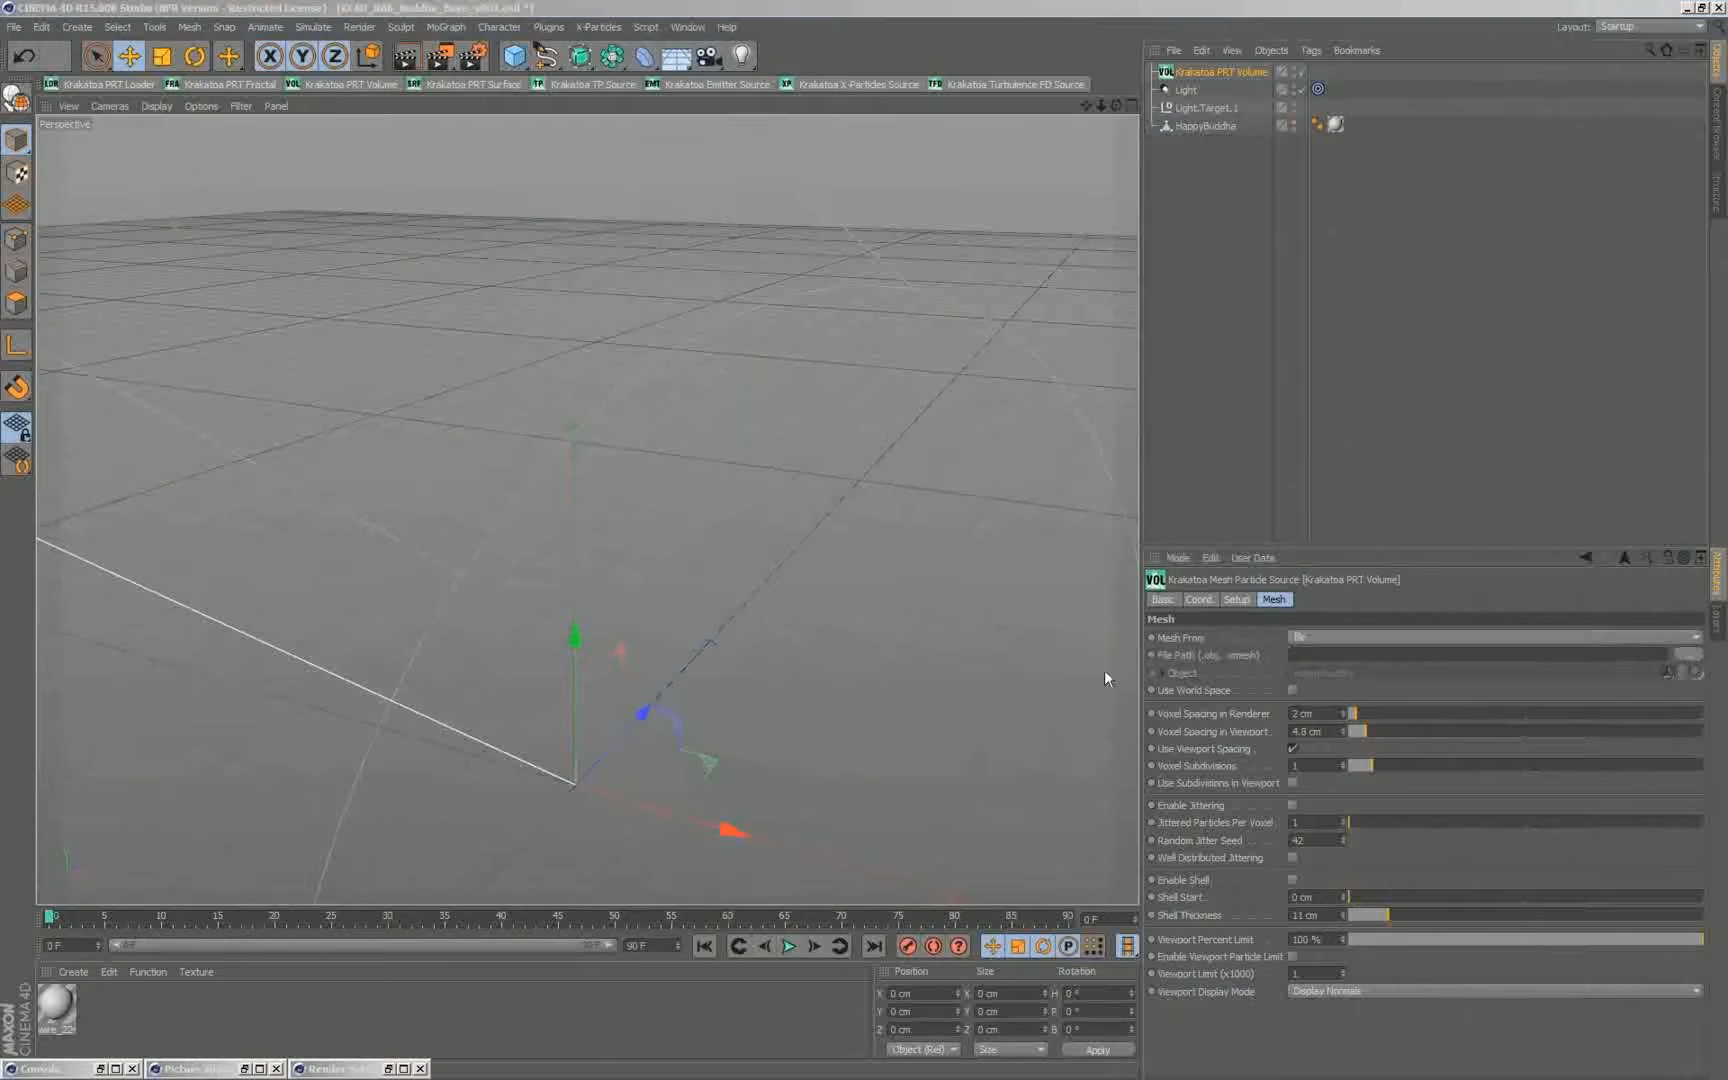 CINEMA 4D R15.008 Studio (NFR Version - Restricted License)
File Edit Create Select Tools Mesh Snap Animate Simulate Render Sculpt MoGraph Character Plugins X-Particles Script Window Help
Layout: Startup
X Y Z
LDR Krakatoa PRT Loader FRA Krakatoa PRT Fractal VOL Krakatoa PRT Volume SRF Krakatoa PRT Surface TP Krakatoa TP Source EMT Krakatoa Emitter Source XP Krakatoa X-Particles Source TFD Krakatoa Turbulence FD Source
View Cameras Display Options Filter Panel
Perspective
File Edit View Objects Tags Bookmarks
VOL Krakatoa PRT Volume
Light
Light.Target.1
HappyBuddha
Objects
Content Browser
Structure
Mode Edit User Data
VOL Krakatoa Mesh Particle Source [Krakatoa PRT Volume]
Basic Coord. Setup Mesh
Mesh
Mesh From File
File Path (.obj, .xmesh)
Object
Use World Space
Voxel Spacing in Renderer 2 cm
Voxel Spacing in Viewport 4.8 cm
Use Viewport Spacing
Voxel Subdivisions 1
Use Subdivisions in Viewport
Enable Jittering
Jittered Particles Per Voxel 1
Random Jitter Seed 42
Well Distributed Jittering
Enable Shell
Shell Start 0 cm
Shell Thickness 11 cm
Viewport Percent Limit 100 %
Enable Viewport Particle Limit
Viewport Limit (x1000) 1
Viewport Display Mode Display Normals
Attributes
Layers
0 5 10 15 20 25 30 35 40 45 50 55 60 65 70 75 80 85 90 0 F
0 F 90 F
P
Create Edit Function Texture
Position Size Rotation
X 0 cm X 0 cm H 0 °
Y 0 cm Y 0 cm P 0 °
Z 0 cm Z 0 cm B 0 °
Object (Rel) Size Apply
MAXON
CINEMA 4D
Console
Picture
Render